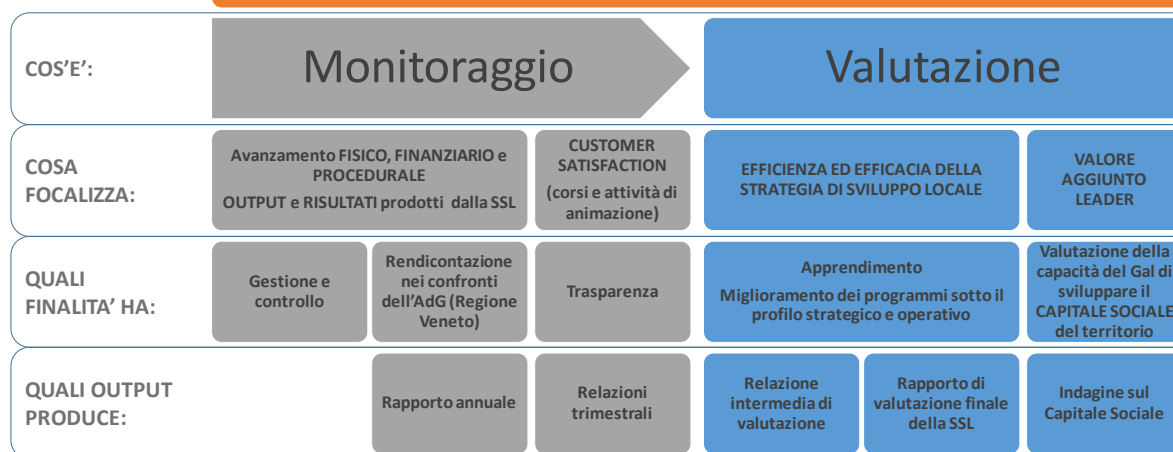 COS’E’:
Monitoraggio
Valutazione
COSA
FOCALIZZA:
Avanzamento FISICO, FINANZIARIO e
PROCEDURALE
OUTPUT e RISULTATI prodotti dalla SSL
CUSTOMER
SATISFACTION
(corsi e attività di
animazione)
EFFICIENZA ED EFFICACIA DELLA
STRATEGIA DI SVILUPPO LOCALE
VALORE
AGGIUNTO
LEADER
QUALI
FINALITA’ HA:
Gestione e
controllo
Rendicontazione
nei confronti
dell’AdG (Regione
Veneto)
Trasparenza
Apprendimento
Miglioramento dei programmi sotto il
profilo strategico e operativo
Valutazione della
capacità del Gal di
sviluppare il
CAPITALE SOCIALE
del territorio
QUALI OUTPUT
PRODUCE:
Rapporto annuale
Relazioni
trimestrali
Relazione
intermedia di
valutazione
Rapporto di
valutazione finale
della SSL
Indagine sul
Capitale Sociale